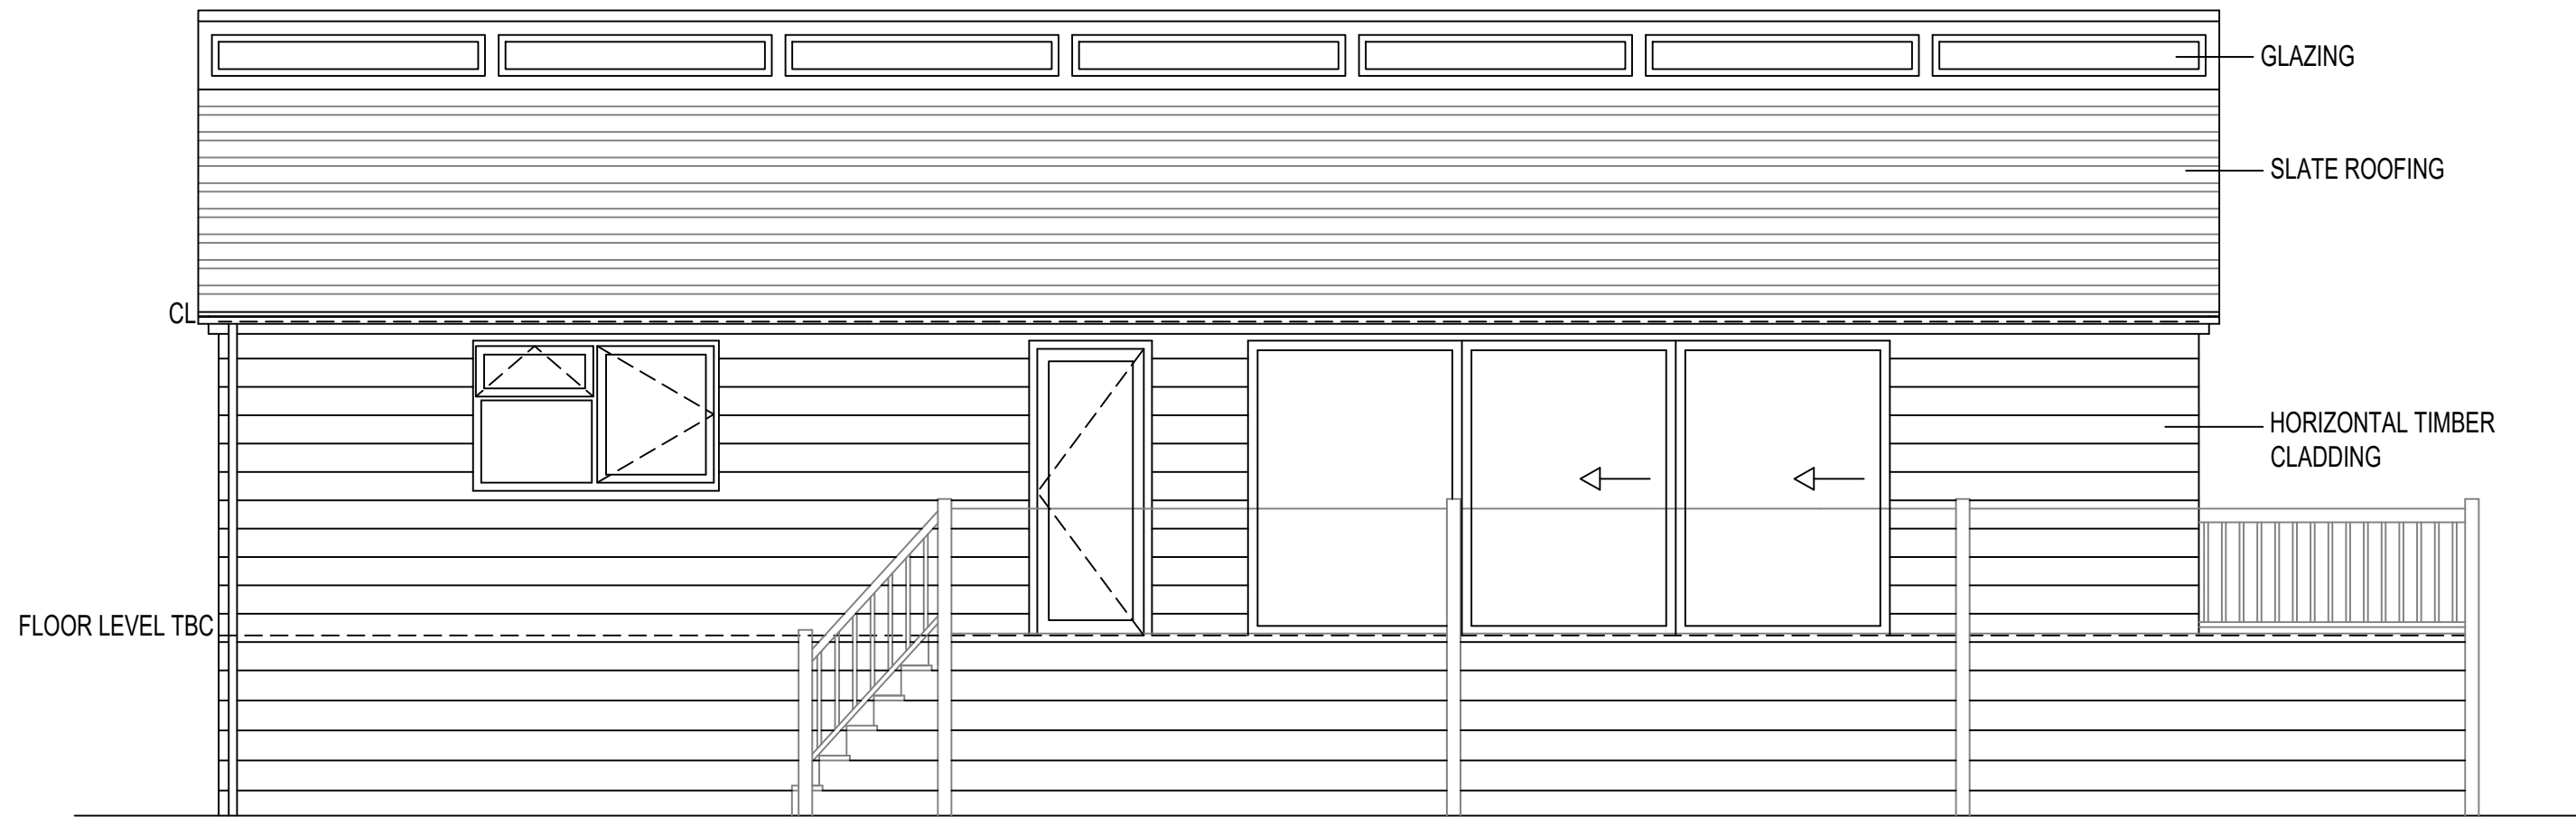 GLAZING
SLATE ROOFING
CL
HORIZONTAL TIMBER
CLADDING
FLOOR LEVEL TBC